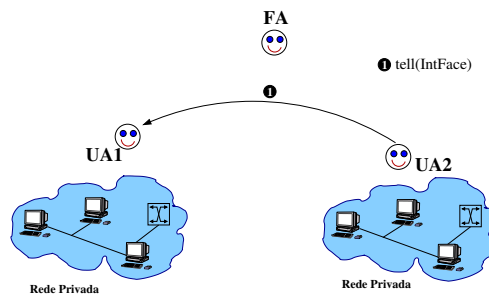 FA
❶ tell(IntFace)
❶
UA1
UA2
Rede Privada
Rede Privada